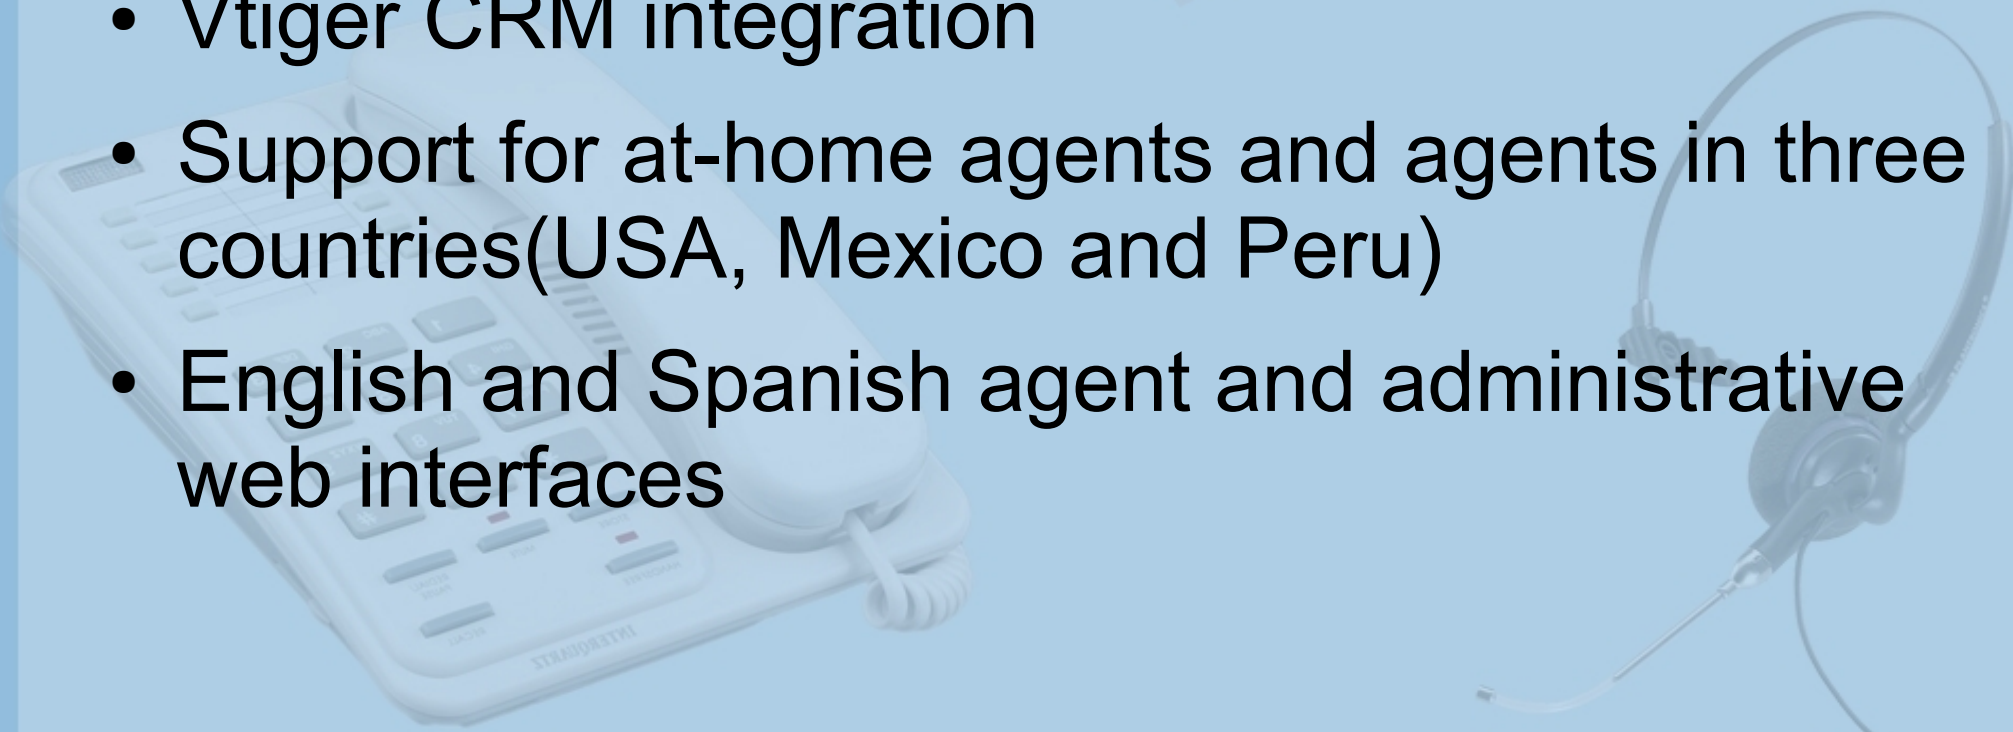 • Vtiger CRM integration
• Support for at-home agents and agents in three
countries(USA, Mexico and Peru)
• English and Spanish agent and administrative
web interfaces
INTERQUARTZ